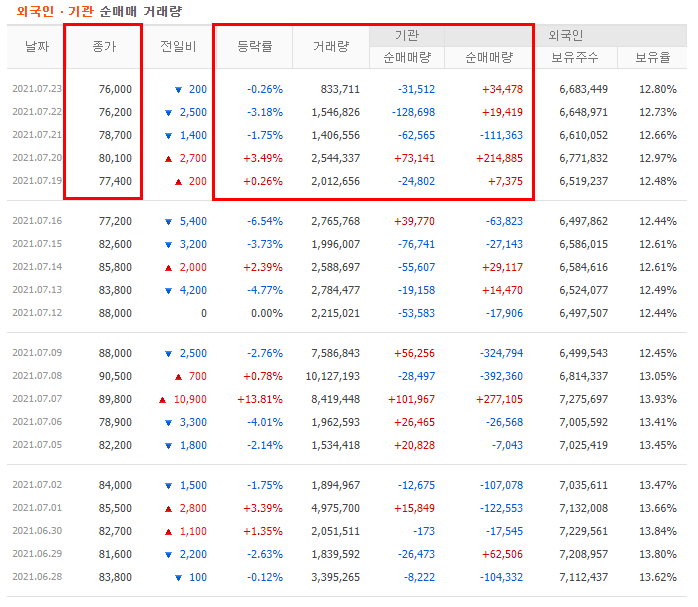 외국인 · 기관 순매매 거래량
날짜 종가 전일비 등락률 거래량 기관 외국인
순매매량 순매매량 보유주수 보유율
2021.07.23 76,000 ▼ 200 -0.26% 833,711 -31,512 +34,478 6,683,449 12.80%
2021.07.22 76,200 ▼ 2,500 -3.18% 1,546,826 -128,698 +19,419 6,648,971 12.73%
2021.07.21 78,700 ▼ 1,400 -1.75% 1,406,556 -62,565 -111,363 6,610,052 12.66%
2021.07.20 80,100 ▲ 2,700 +3.49% 2,544,337 +73,141 +214,885 6,771,832 12.97%
2021.07.19 77,400 ▲ 200 +0.26% 2,012,656 -24,802 +7,375 6,519,237 12.48%
2021.07.16 77,200 ▼ 5,400 -6.54% 2,765,768 +39,770 -63,823 6,497,862 12.44%
2021.07.15 82,600 ▼ 3,200 -3.73% 1,996,007 -76,741 -27,143 6,586,015 12.61%
2021.07.14 85,800 ▲ 2,000 +2.39% 2,588,697 -55,607 +29,117 6,584,616 12.61%
2021.07.13 83,800 ▼ 4,200 -4.77% 2,784,477 -19,158 +14,470 6,524,077 12.49%
2021.07.12 88,000 0 0.00% 2,215,021 -53,583 -17,906 6,497,507 12.44%
2021.07.09 88,000 ▼ 2,500 -2.76% 7,586,843 +56,256 -324,794 6,499,543 12.45%
2021.07.08 90,500 ▲ 700 +0.78% 10,127,193 -28,497 -392,360 6,814,337 13.05%
2021.07.07 89,800 ▲ 10,900 +13.81% 8,419,448 +101,967 +277,105 7,275,697 13.93%
2021.07.06 78,900 ▼ 3,300 -4.01% 1,962,593 +26,465 -26,568 7,005,592 13.41%
2021.07.05 82,200 ▼ 1,800 -2.14% 1,534,418 +20,828 -7,043 7,025,419 13.45%
2021.07.02 84,000 ▼ 1,500 -1.75% 1,894,967 -12,675 -107,078 7,035,611 13.47%
2021.07.01 85,500 ▲ 2,800 +3.39% 4,975,700 +15,849 -122,553 7,132,008 13.66%
2021.06.30 82,700 ▲ 1,100 +1.35% 2,051,511 -173 -17,545 7,229,561 13.84%
2021.06.29 81,600 ▼ 2,200 -2.63% 1,839,592 -26,473 +62,506 7,208,957 13.80%
2021.06.28 83,800 ▼ 100 -0.12% 3,395,265 -8,222 -104,332 7,112,437 13.62%